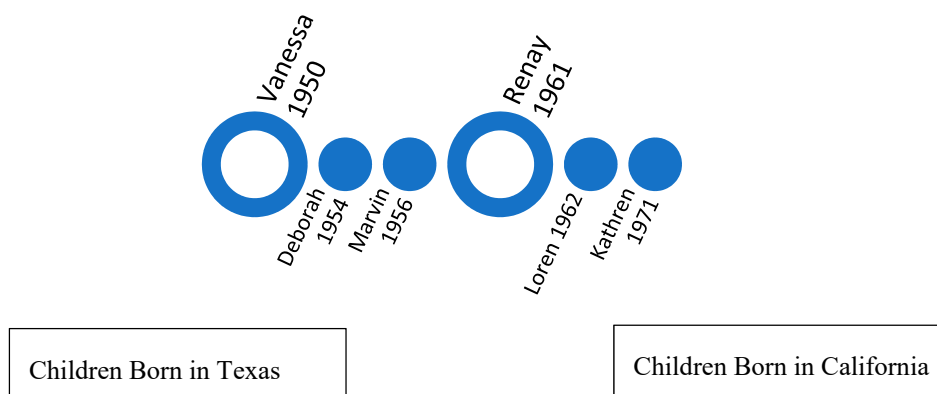 Vanessa
1950
Deborah
1954
Marvin
1956
Renay
1961
Loren 1962
Kathren
1971
Children Born in Texas
Children Born in California